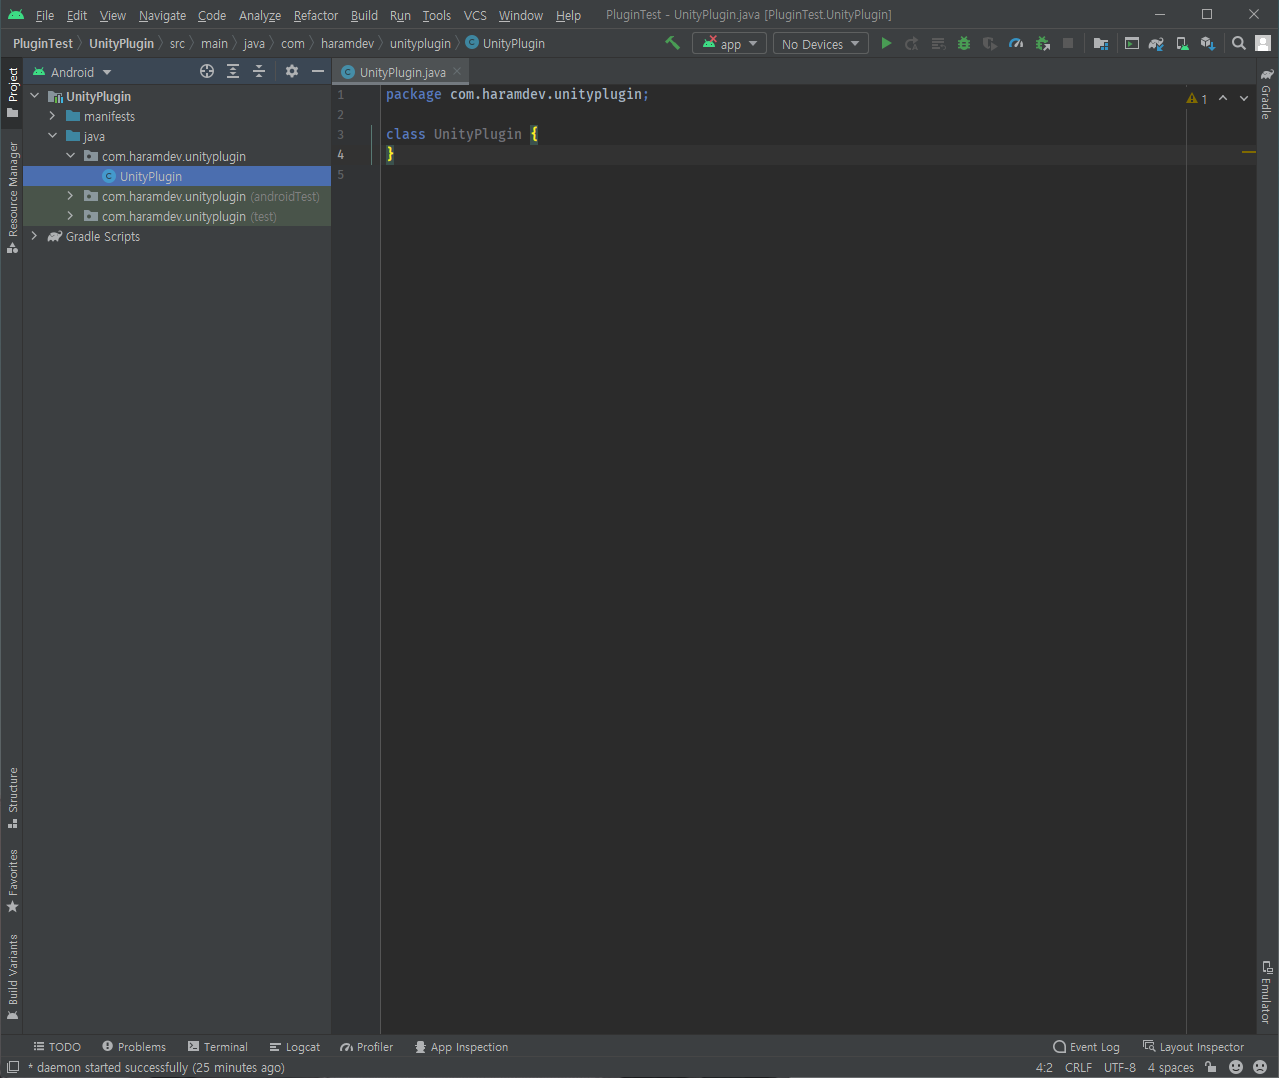 File Edit View Navigate Code Analyze Refactor Build Run Tools VCS Window Help PluginTest - UnityPlugin.java [PluginTest.UnityPlugin]
PluginTest UnityPlugin src main java com haramdev unityplugin UnityPlugin app No Devices
Android
UnityPlugin.java
Project
Resource Manager
Structure
Favorites
Build Variants
UnityPlugin
manifests
java
com.haramdev.unityplugin
UnityPlugin
com.haramdev.unityplugin (androidTest)
com.haramdev.unityplugin (test)
Gradle Scripts
1 package com.haramdev.unityplugin;
2
3 class UnityPlugin {
4 }
5
1
Gradle
Emulator
TODO Problems Terminal Logcat Profiler App Inspection Event Log Layout Inspector
* daemon started successfully (25 minutes ago) 4:2 CRLF UTF-8 4 spaces